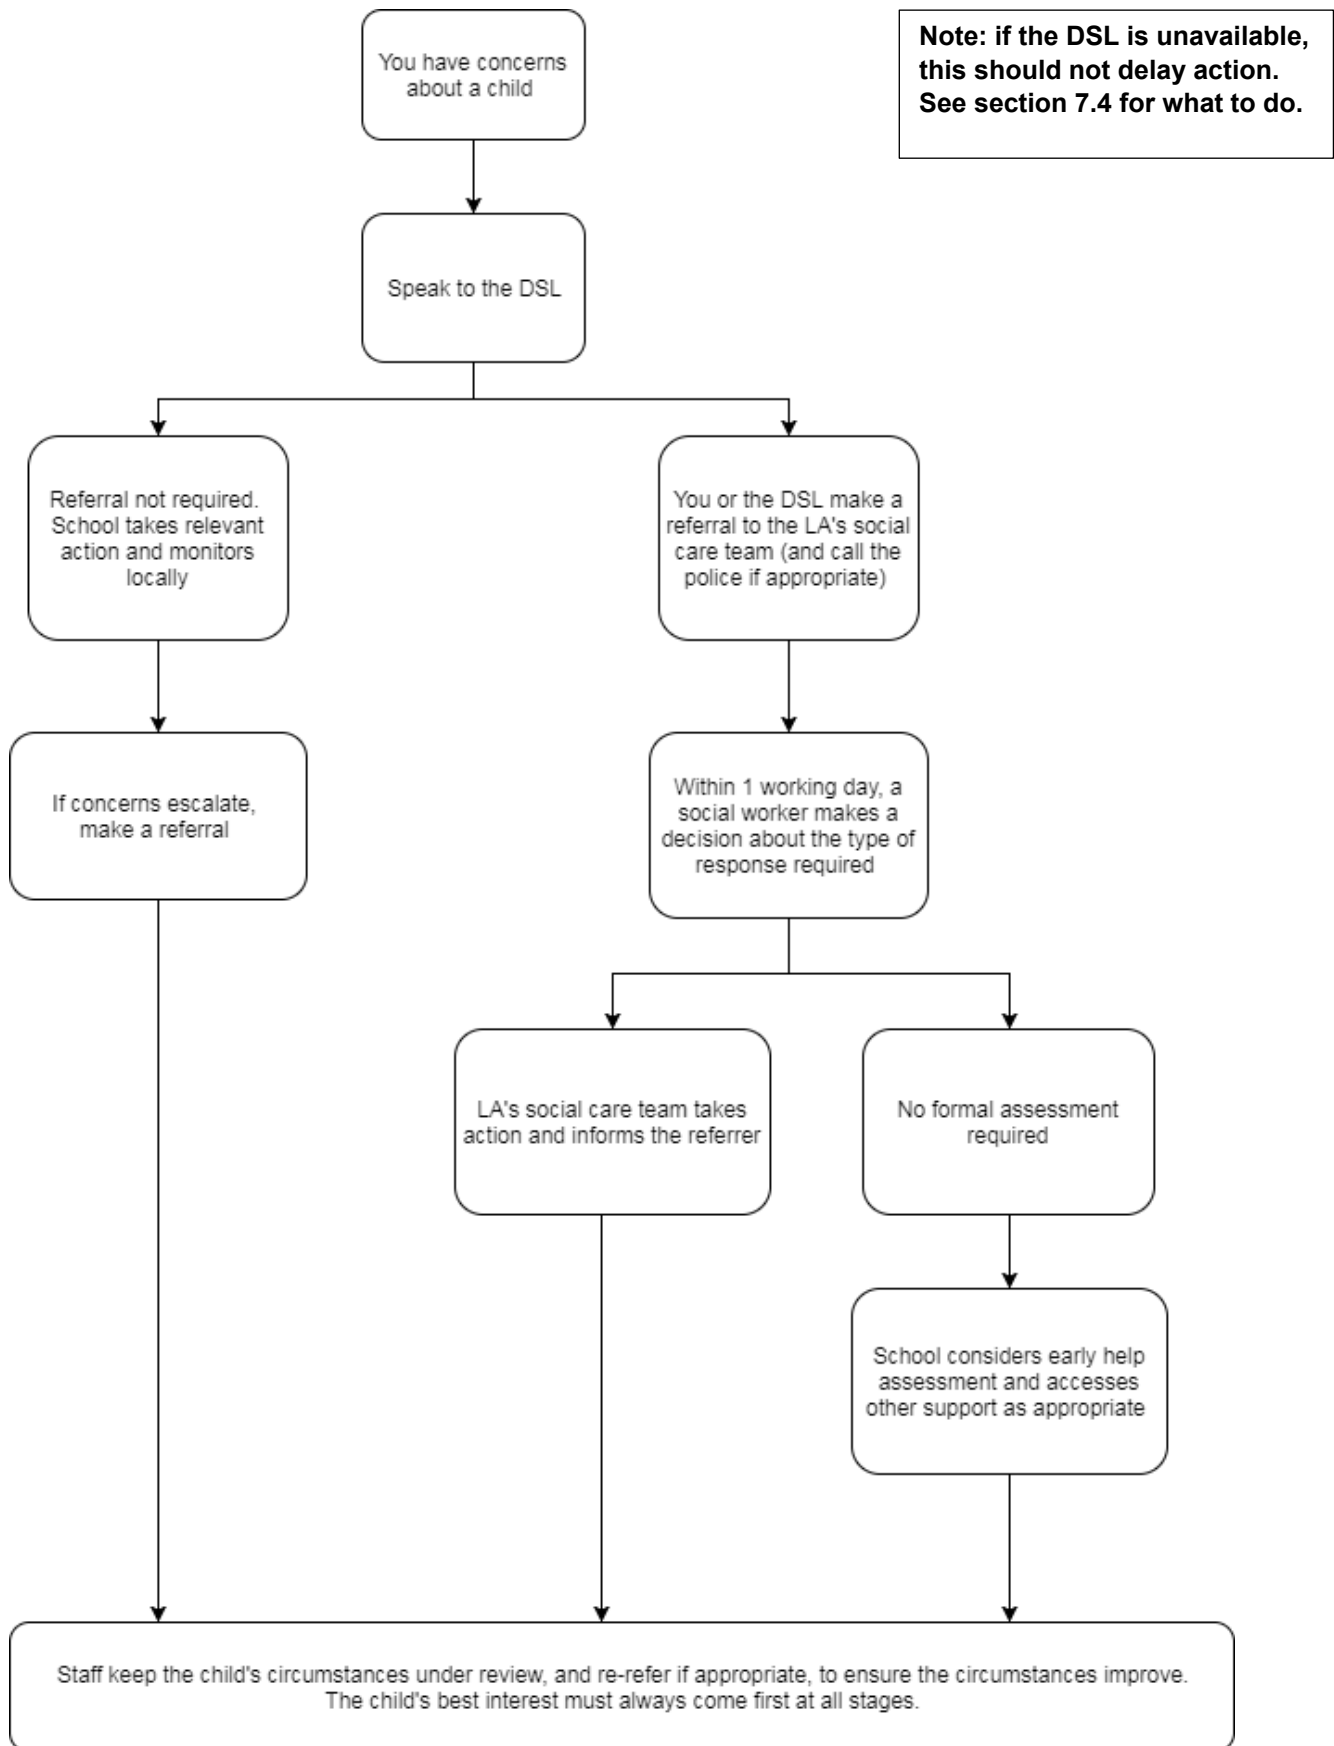 You have concerns
about a child
Note: if the DSL is unavailable,
this should not delay action.
See section 7.4 for what to do.
Speak to the DSL
Referral not required.
School takes relevant
action and monitors
locally
You or the DSL make a
referral to the LA's social
care team (and call the
police if appropriate)
If concerns escalate,
make a referral
Within 1 working day, a
social worker makes a
decision about the type of
response required
LA's social care team takes
action and informs the referrer
No formal assessment
required
School considers early help
assessment and accesses
other support as appropriate
Staff keep the child's circumstances under review, and re-refer if appropriate, to ensure the circumstances improve.
The child's best interest must always come first at all stages.